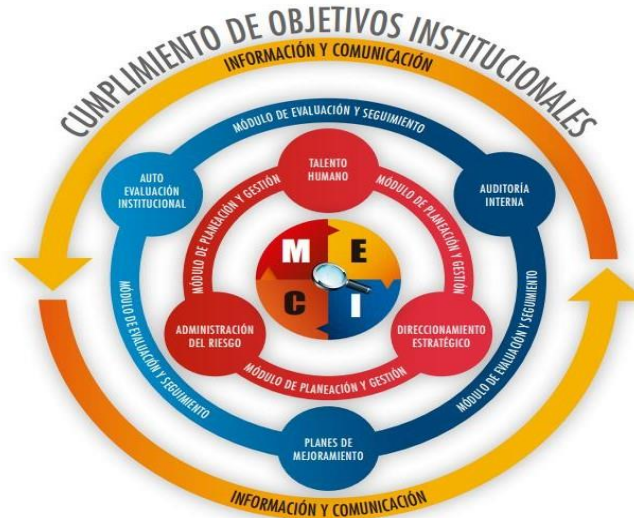 CUMPLIMIENTO DE OBJETIVOS INSTITUCIONALES
INFORMACIÓN Y COMUNICACIÓN
MÓDULO DE EVALUACIÓN Y SEGUIMIENTO
AUTO
EVALUACIÓN
INSTITUCIONAL
TALENTO
HUMANO
AUDITORÍA
INTERNA
MÓDULO DE PLANEACIÓN Y GESTIÓN
MÓDULO DE PLANEACIÓN Y GESTIÓN
M E
C I
ADMINISTRACIÓN
DEL RIESGO
DIRECCIONAMIENTO
ESTRATÉGICO
MÓDULO DE PLANEACIÓN Y GESTIÓN
MÓDULO DE EVALUACIÓN Y SEGUIMIENTO
MÓDULO DE EVALUACIÓN Y SEGUIMIENTO
PLANES DE
MEJORAMIENTO
INFORMACIÓN Y COMUNICACIÓN